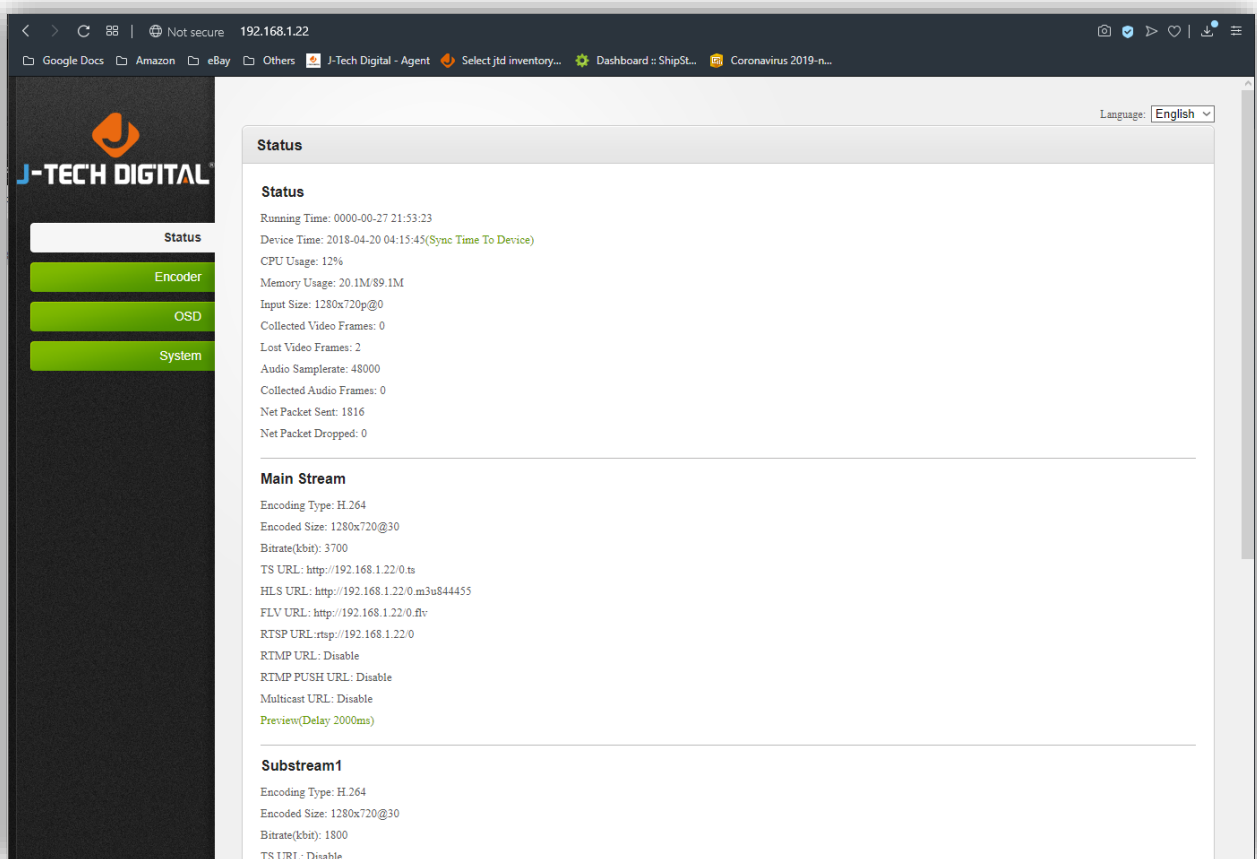 Not secure 192.168.1.22
Google Docs Amazon eBay Others J-Tech Digital - Agent Select jtd inventory... Dashboard :: ShipSt... Coronavirus 2019-n...
Language: English
J-TECH DIGITAL®
Status
Encoder
OSD
System
Status
Status
Running Time: 0000-00-27 21:53:23
Device Time: 2018-04-20 04:15:45(Sync Time To Device)
CPU Usage: 12%
Memory Usage: 20.1M/89.1M
Input Size: 1280x720p@0
Collected Video Frames: 0
Lost Video Frames: 2
Audio Samplerate: 48000
Collected Audio Frames: 0
Net Packet Sent: 1816
Net Packet Dropped: 0
Main Stream
Encoding Type: H.264
Encoded Size: 1280x720@30
Bitrate(kbit): 3700
TS URL: http://192.168.1.22/0.ts
HLS URL: http://192.168.1.22/0.m3u844455
FLV URL: http://192.168.1.22/0.flv
RTSP URL:rtsp://192.168.1.22/0
RTMP URL: Disable
RTMP PUSH URL: Disable
Multicast URL: Disable
Preview(Delay 2000ms)
Substream1
Encoding Type: H.264
Encoded Size: 1280x720@30
Bitrate(kbit): 1800
TS URL: Disable